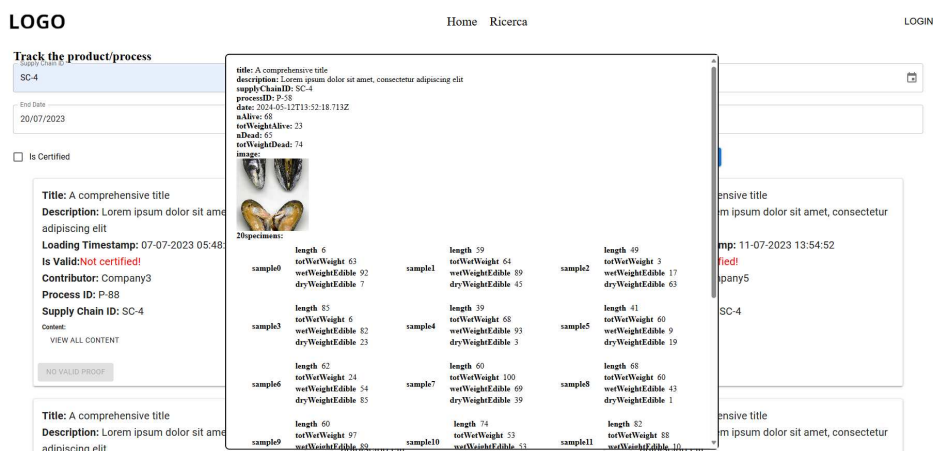 LOGO
Home Ricerca
LOGIN
Track the product/process
Supply Chain ID
SC-4
End Date
20/07/2023
Is Certified
title: A comprehensive title
description: Lorem ipsum dolor sit amet, consectetur adipiscing elit
supplyChainID: SC-4
processID: P-58
date: 2024-05-12T13:52:18.713Z
nAlive: 68
totWeightAlive: 23
nDead: 65
totWeightDead: 74
image:
20specimens:
sample0
length 6
totWetWeight 63
wetWeightEdible 92
dryWeightEdible 7
sample1
length 59
totWetWeight 64
wetWeightEdible 89
dryWeightEdible 45
sample2
length 49
totWetWeight 3
wetWeightEdible 17
dryWeightEdible 63
sample3
length 85
totWetWeight 6
wetWeightEdible 82
dryWeightEdible 23
sample4
length 39
totWetWeight 68
wetWeightEdible 93
dryWeightEdible 3
sample5
length 41
totWetWeight 60
wetWeightEdible 9
dryWeightEdible 19
sample6
length 62
totWetWeight 24
wetWeightEdible 54
dryWeightEdible 85
sample7
length 60
totWetWeight 100
wetWeightEdible 69
dryWeightEdible 39
sample8
length 68
totWetWeight 60
wetWeightEdible 43
dryWeightEdible 1
sample9
length 60
totWetWeight 97
wetWeightEdible 89
sample10
length 74
totWetWeight 53
wetWeightEdible 53
sample11
length 82
totWetWeight 88
wetWeightEdible 10
Title: A comprehensive title
Description: Lorem ipsum dolor sit ame
adipiscing elit
Loading Timestamp: 07-07-2023 05:48:
Is Valid:Not certified!
Contributor: Company3
Process ID: P-88
Supply Chain ID: SC-4
Content:
VIEW ALL CONTENT
NO VALID PROOF
ensive title
m ipsum dolor sit amet, consectetur
mp: 11-07-2023 13:54:52
fied!
pany5
SC-4
Title: A comprehensive title
Description: Lorem ipsum dolor sit ame
adipiscing elit
ensive title
m ipsum dolor sit amet, consectetur